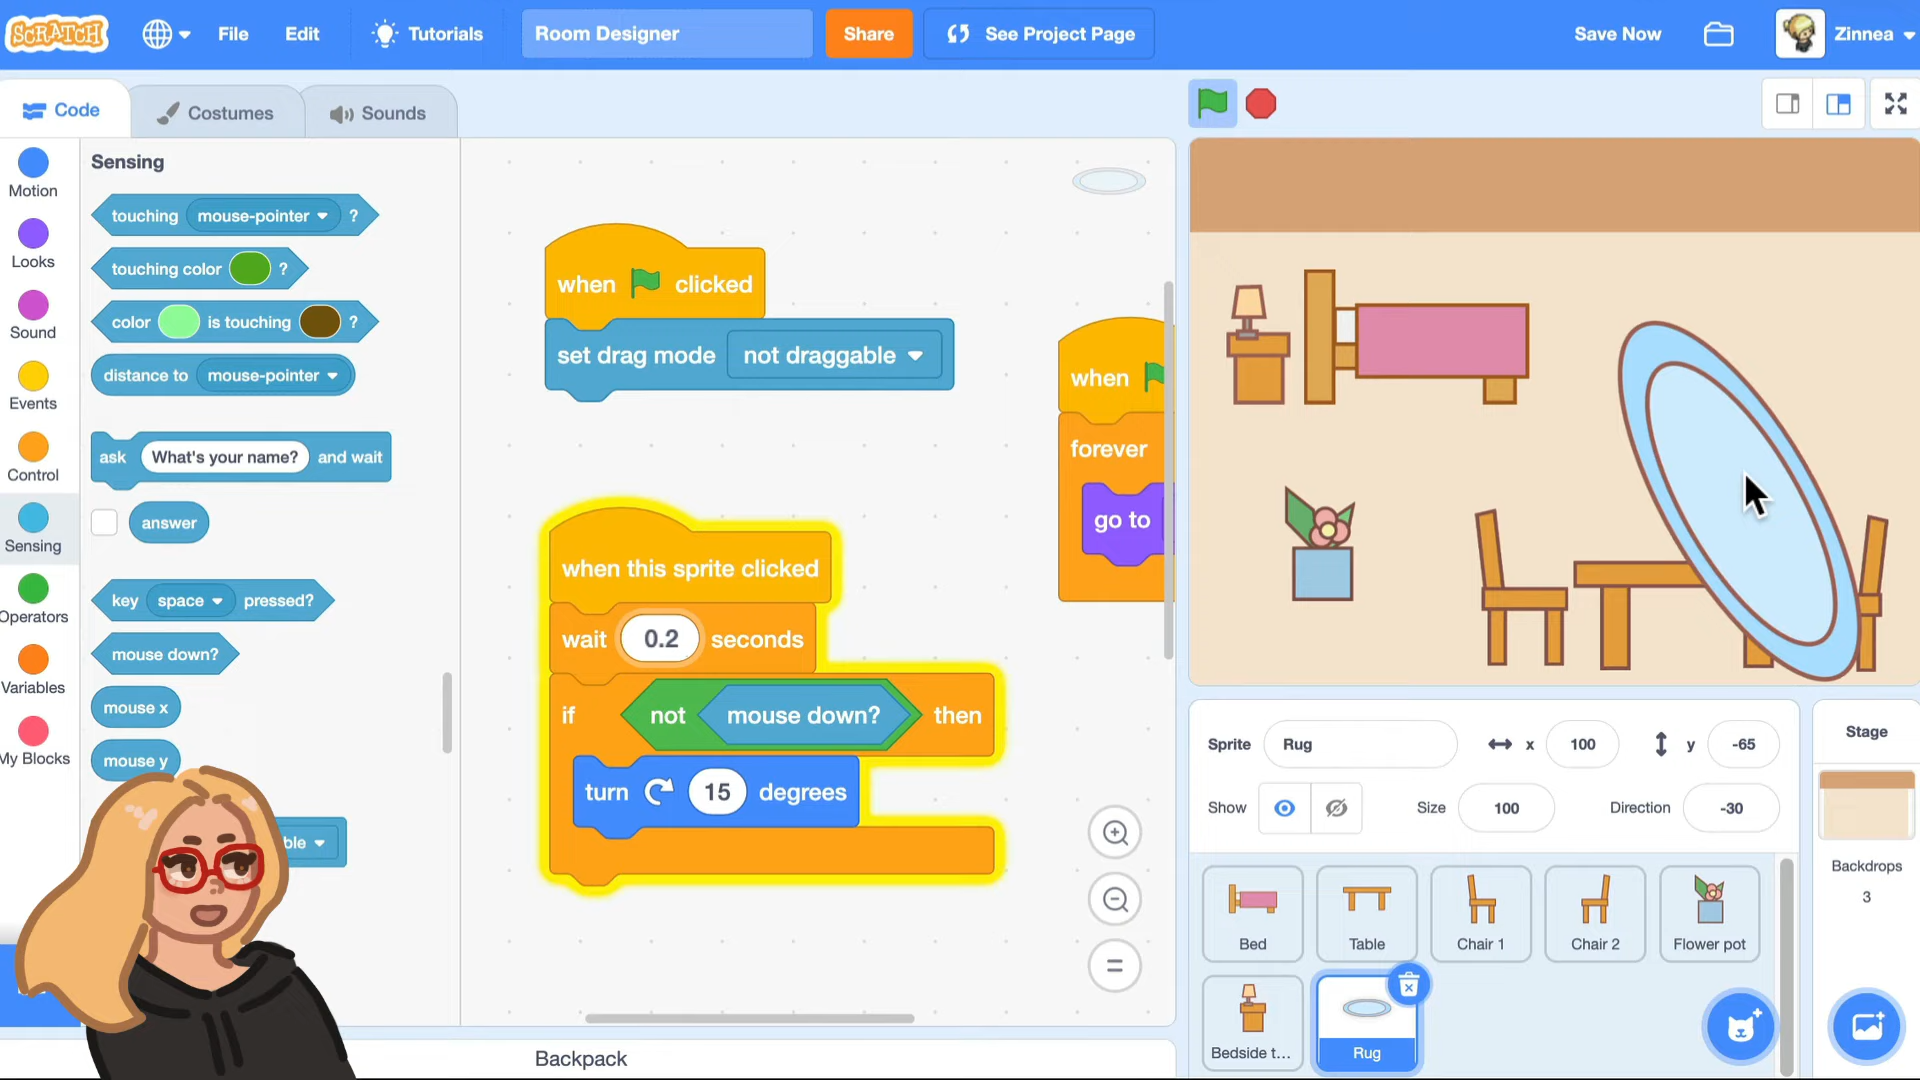 SCRATCH File Edit Tutorials Room Designer Share See Project Page Save Now Zinnea
Code Costumes Sounds
Motion
Looks
Sound
Events
Control
Sensing
Operators
Variables
My Blocks
Sensing
touching mouse-pointer ?
touching color ?
color is touching ?
distance to mouse-pointer
ask What's your name? and wait
answer
key space pressed?
mouse down?
mouse x
mouse y
ble
when clicked
set drag mode not draggable
when this sprite clicked
wait 0.2 seconds
if not mouse down? then
turn 15 degrees
when
forever
go to
Backpack
Sprite Rug x 100 y -65
Show Size 100 Direction -30
Bed Table Chair 1 Chair 2 Flower pot
Bedside t... Rug
Stage
Backdrops
3